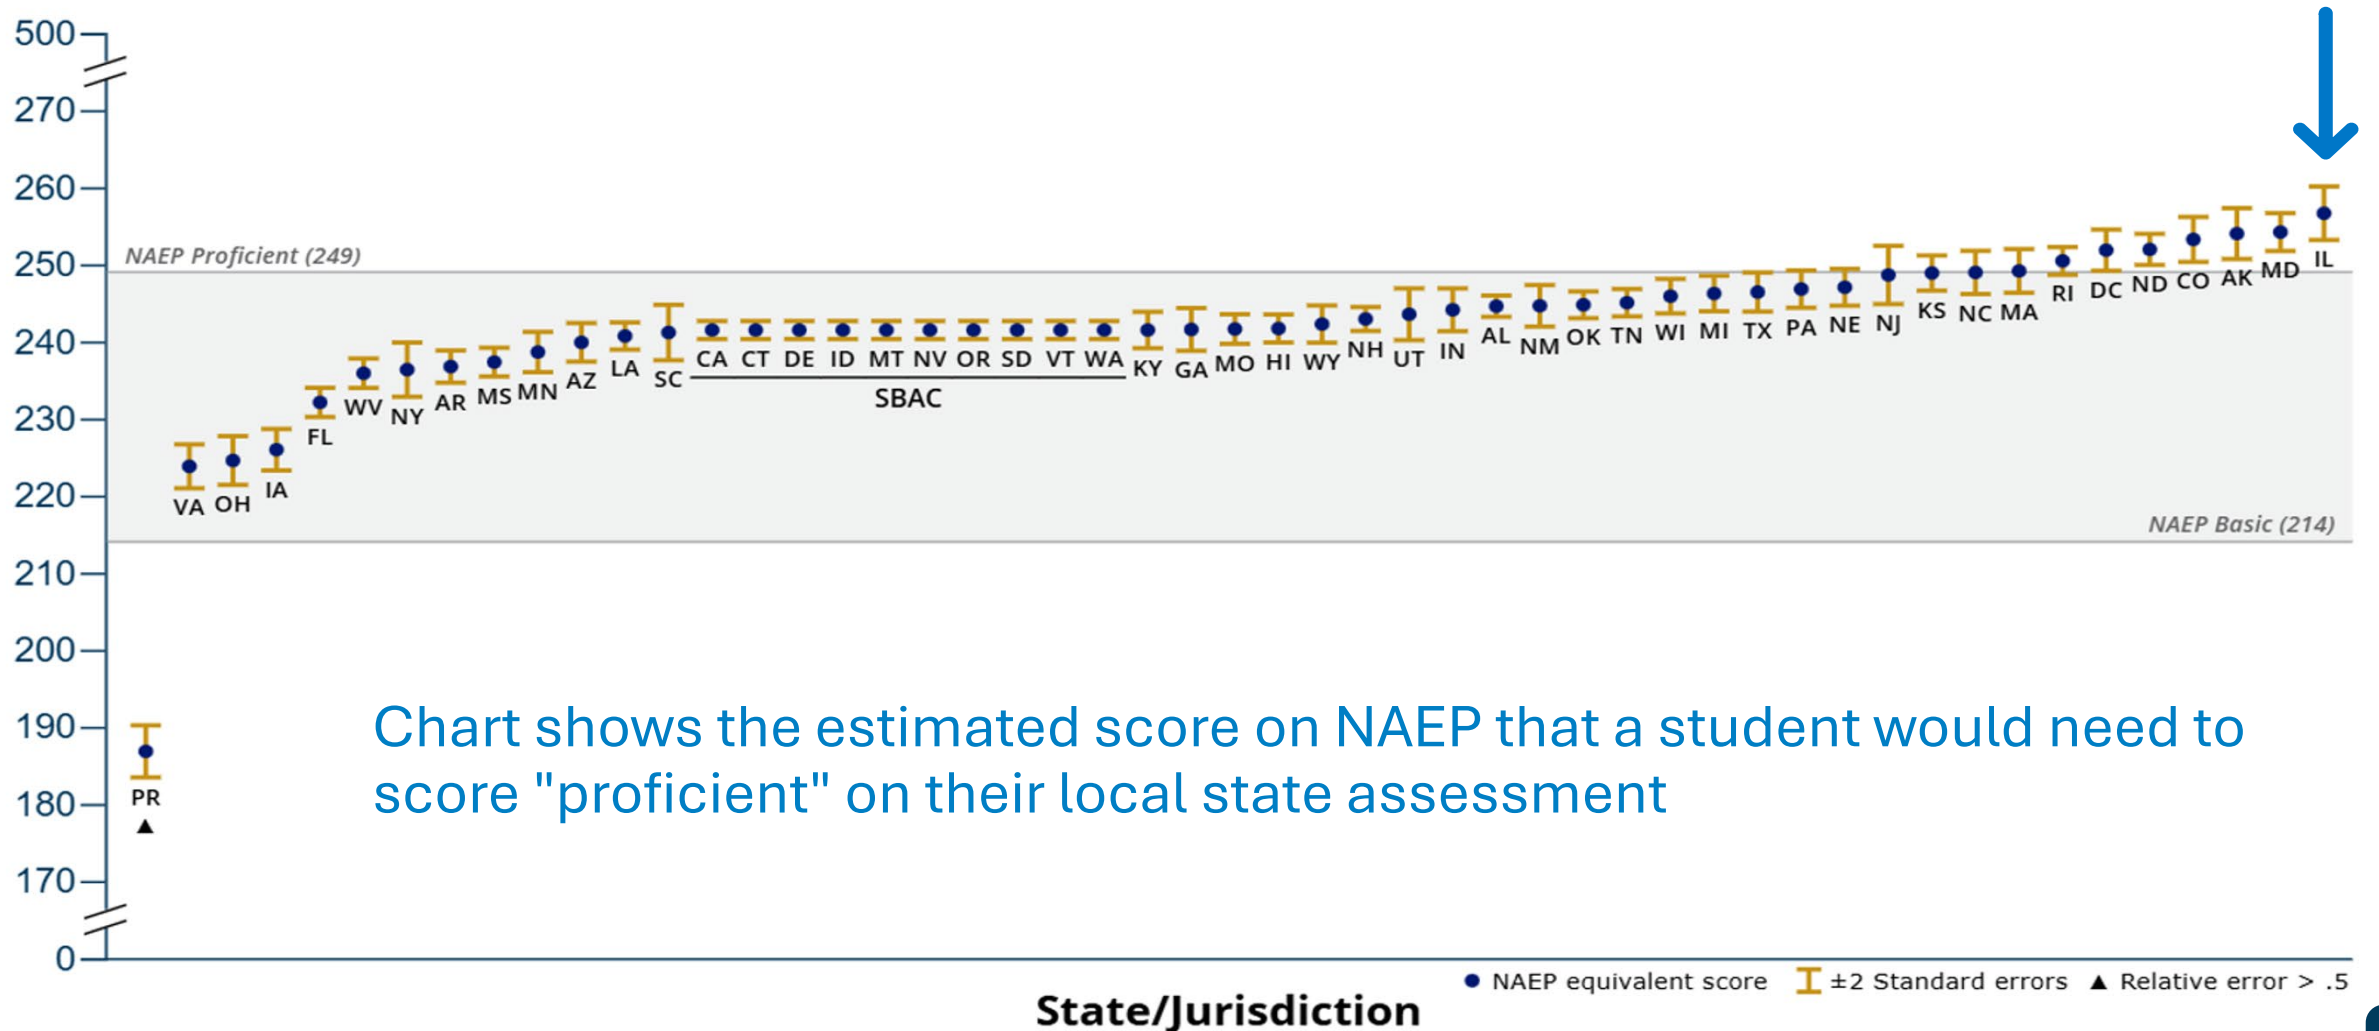 500
270
260
250
240
230
220
210
200
190
180
170
0
NAEP Proficient (249)
NAEP Basic (214)
PR
VA OH IA FL WV NY AR MS MN AZ LA SC CA CT DE ID MT NV OR SD VT WA KY GA MO HI WY NH UT IN AL NM OK TN WI MI TX PA NE NJ KS NC MA RI DC ND CO AK MD IL
SBAC
Chart shows the estimated score on NAEP that a student would need to
score "proficient" on their local state assessment
NAEP equivalent score ±2 Standard errors Relative error > .5
State/Jurisdiction